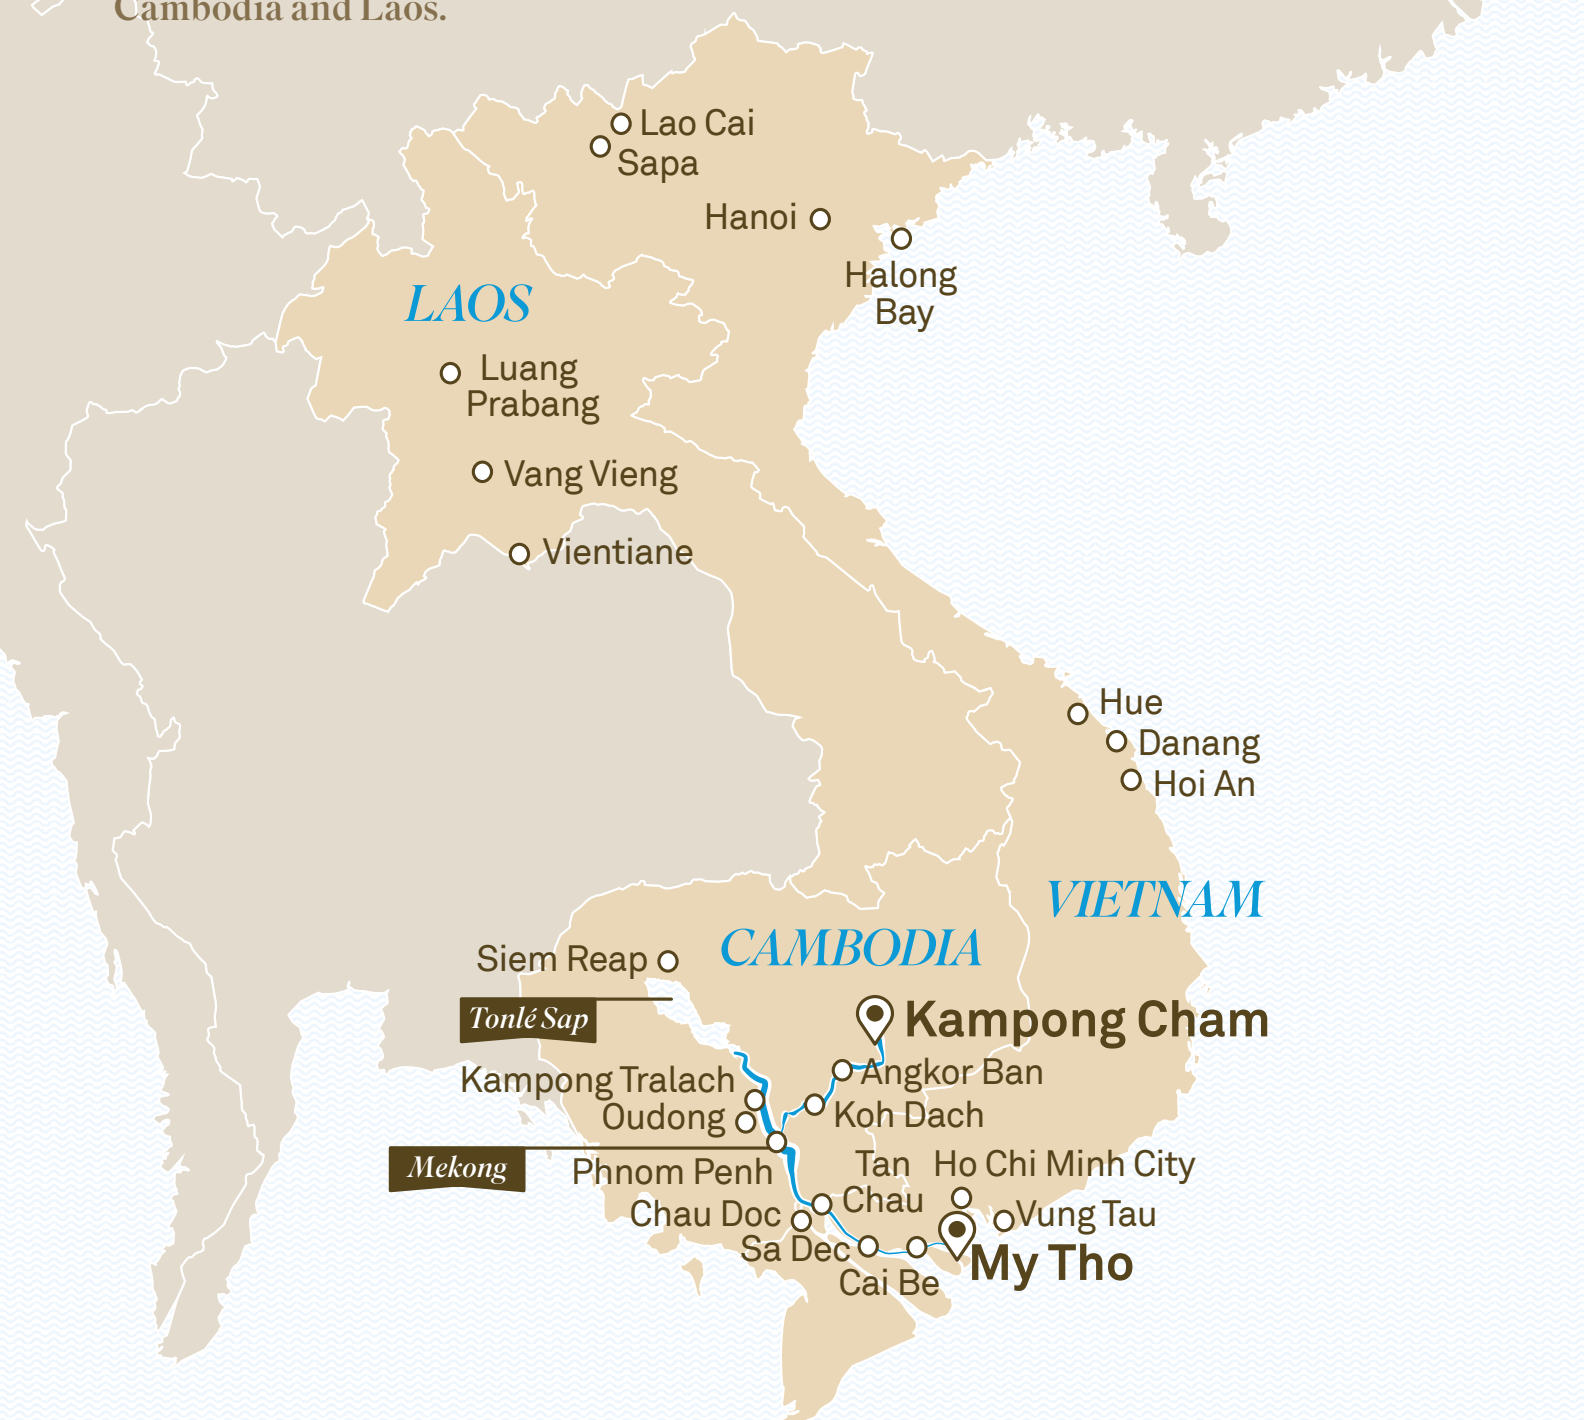 Cambodia and Laos.
Lao Cai
Sapa
Hanoi
Halong
Bay
LAOS
Luang
Prabang
Vang Vieng
Vientiane
Hue
Danang
Hoi An
VIETNAM
CAMBODIA
Siem Reap
Tonlé Sap
Kampong Cham
Angkor Ban
Kampong Tralach
Koh Dach
Oudong
Mekong
Phnom Penh
Tan
Chau
Ho Chi Minh City
Chau Doc
Vung Tau
Sa Dec
My Tho
Cai Be